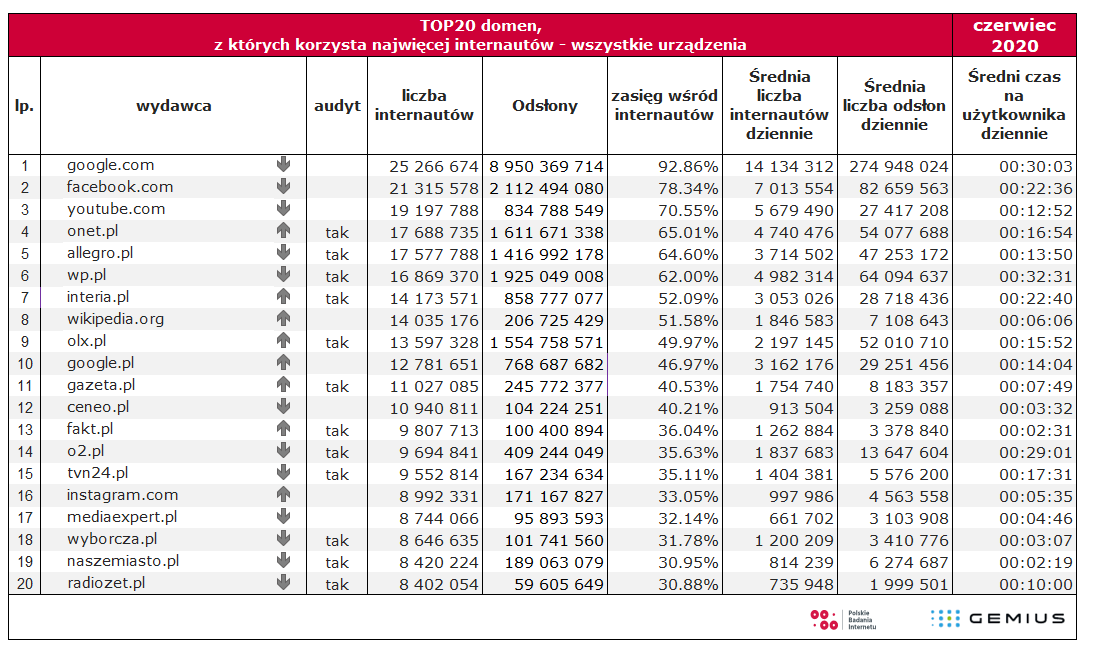 TOP20 domen,
z których korzysta najwięcej internautów - wszystkie urządzenia
czerwiec
2020
lp.
wydawca
audyt
liczba
internautów
Odsłony
zasięg wśród
internautów
Średnia
liczba
internautów
dziennie
Średnia
liczba odsłon
dziennie
Średni czas
na
użytkownika
dziennie
1 google.com 25 266 674 8 950 369 714 92.86% 14 134 312 274 948 024 00:30:03
2 facebook.com 21 315 578 2 112 494 080 78.34% 7 013 554 82 659 563 00:22:36
3 youtube.com 19 197 788 834 788 549 70.55% 5 679 490 27 417 208 00:12:52
4 onet.pl tak 17 688 735 1 611 671 338 65.01% 4 740 476 54 077 688 00:16:54
5 allegro.pl tak 17 577 788 1 416 992 178 64.60% 3 714 502 47 253 172 00:13:50
6 wp.pl tak 16 869 370 1 925 049 008 62.00% 4 982 314 64 094 637 00:32:31
7 interia.pl tak 14 173 571 858 777 077 52.09% 3 053 026 28 718 436 00:22:40
8 wikipedia.org 14 035 176 206 725 429 51.58% 1 846 583 7 108 643 00:06:06
9 olx.pl tak 13 597 328 1 554 758 571 49.97% 2 197 145 52 010 710 00:15:52
10 google.pl 12 781 651 768 687 682 46.97% 3 162 176 29 251 456 00:14:04
11 gazeta.pl tak 11 027 085 245 772 377 40.53% 1 754 740 8 183 357 00:07:49
12 ceneo.pl 10 940 811 104 224 251 40.21% 913 504 3 259 088 00:03:32
13 fakt.pl tak 9 807 713 100 400 894 36.04% 1 262 884 3 378 840 00:02:31
14 o2.pl tak 9 694 841 409 244 049 35.63% 1 837 683 13 647 604 00:29:01
15 tvn24.pl tak 9 552 814 167 234 634 35.11% 1 404 381 5 576 200 00:17:31
16 instagram.com 8 992 331 171 167 827 33.05% 997 986 4 563 558 00:05:35
17 mediaexpert.pl 8 744 066 95 893 593 32.14% 661 702 3 103 908 00:04:46
18 wyborcza.pl tak 8 646 635 101 741 560 31.78% 1 200 209 3 410 776 00:03:07
19 naszemiasto.pl tak 8 420 224 189 063 079 30.95% 814 239 6 274 687 00:02:19
20 radiozet.pl tak 8 402 054 59 605 649 30.88% 735 948 1 999 501 00:10:00
Polskie
Badania
Internetu
GEMIUS